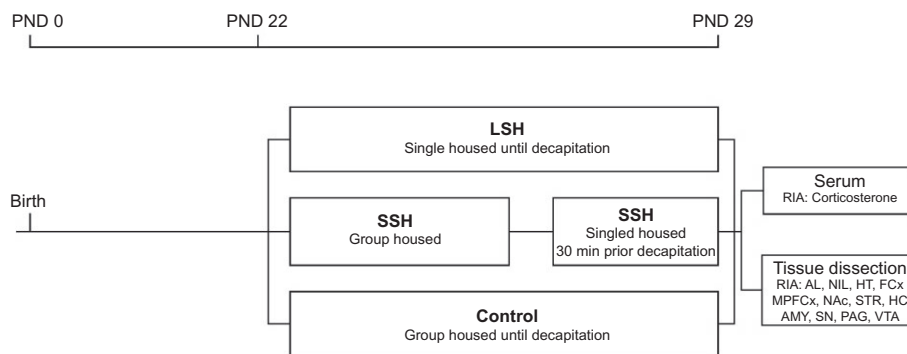 PND 0
PND 22
PND 29
LSH
Single housed until decapitation
Birth
SSH
Group housed
SSH
Singled housed
30 min prior decapitation
Control
Group housed until decapitation
Serum
RIA: Corticosterone
Tissue dissection
RIA: AL, NIL, HT, FCx
MPFCx, NAc, STR, HC
AMY, SN, PAG, VTA